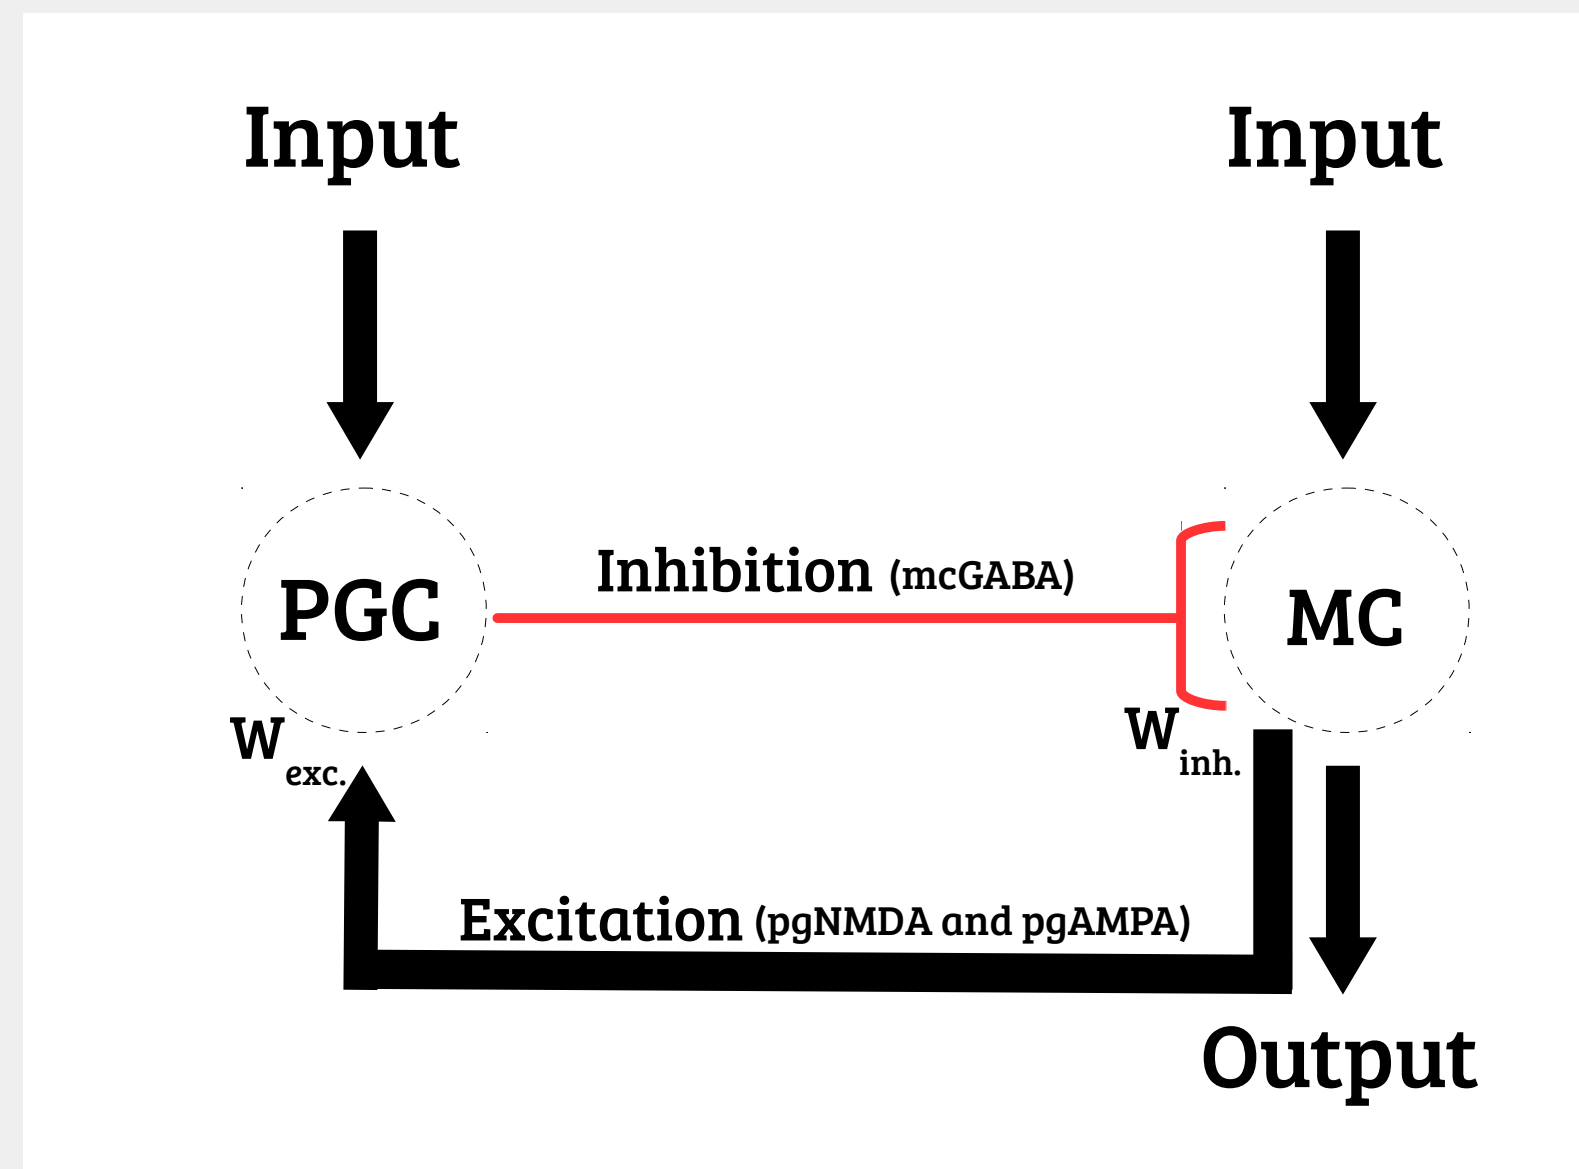 Input
Input
PGC
Inhibition (mcGABA)
MC
W exc.
W inh.
Excitation (pgNMDA and pgAMPA)
Output